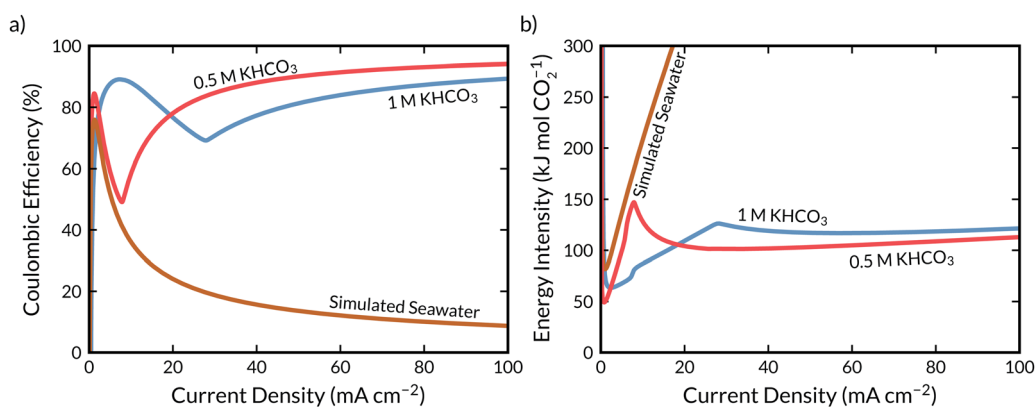 a)
100
80
60
40
20
0
Coulombic Efficiency (%)
0.5 M KHCO₃
1 M KHCO₃
Simulated Seawater
0 20 40 60 80 100
Current Density (mA cm⁻²)
b)
300
250
200
150
100
50
0
Energy Intensity (kJ mol CO₂⁻¹)
Simulated Seawater
1 M KHCO₃
0.5 M KHCO₃
0 20 40 60 80 100
Current Density (mA cm⁻²)